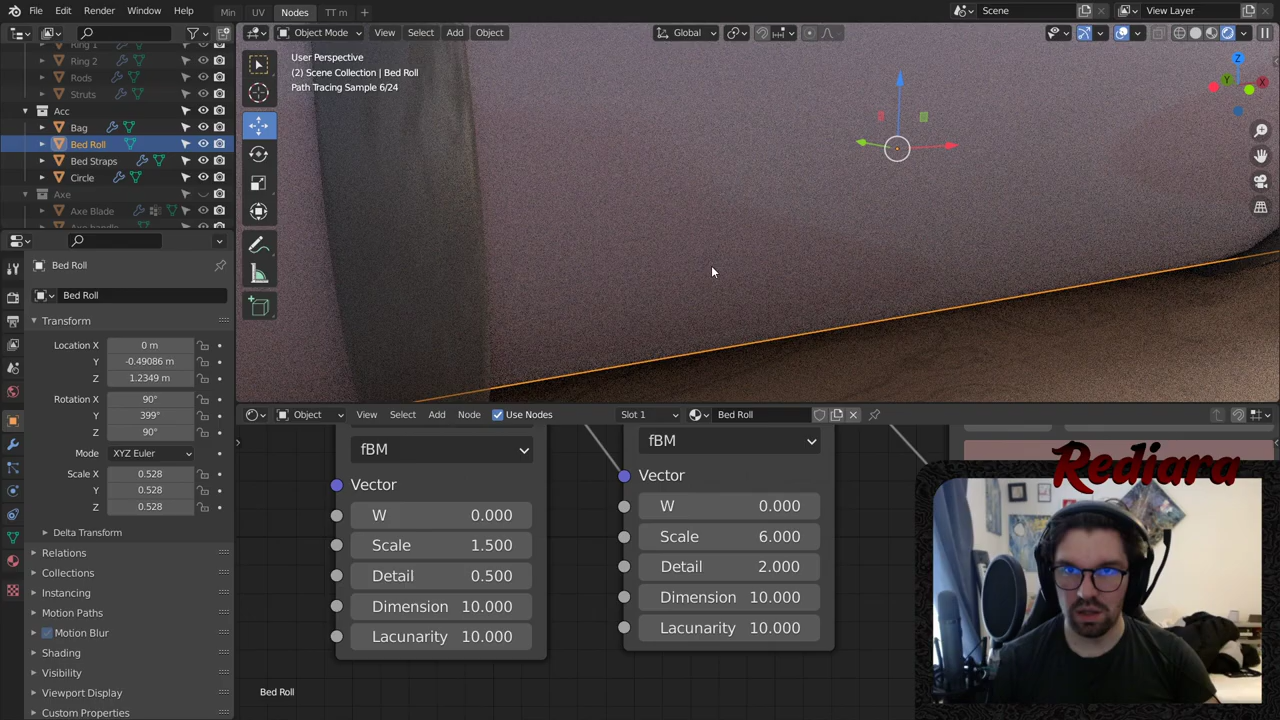 File Edit Render Window Help Min UV Nodes TT m Scene View Layer
Object Mode View Select Add Object Global
Ring 1
Ring 2
Rods
Struts
Acc
Bag
Bed Roll
Bed Straps
Circle
Axe
Axe Blade
Axe handle
User Perspective
(2) Scene Collection | Bed Roll
Path Tracing Sample 6/24
Z
Y
X
Bed Roll
Bed Roll
Transform
Location X 0 m
Y -0.49086 m
Z 1.2349 m
Rotation X 90°
Y 399°
Z 90°
Mode XYZ Euler
Scale X 0.528
Y 0.528
Z 0.528
Delta Transform
Relations
Collections
Instancing
Motion Paths
Motion Blur
Shading
Visibility
Viewport Display
Custom Properties
Object View Select Add Node Use Nodes Slot 1 Bed Roll
fBM
Vector
W 0.000
Scale 1.500
Detail 0.500
Dimension 10.000
Lacunarity 10.000
fBM
Vector
W 0.000
Scale 6.000
Detail 2.000
Dimension 10.000
Lacunarity 10.000
Bed Roll
Rediara